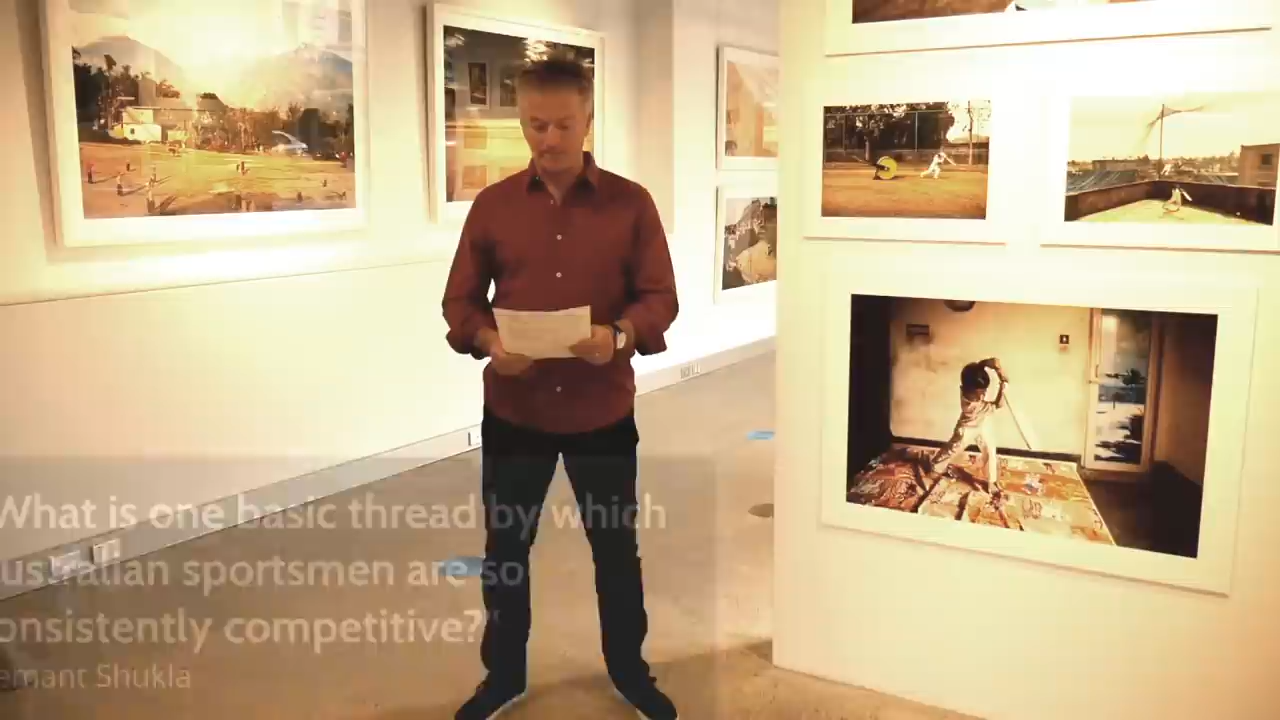 What is one basic thread by which
ustralian sportsmen are so
onsistently competitive?"
emant Shukla